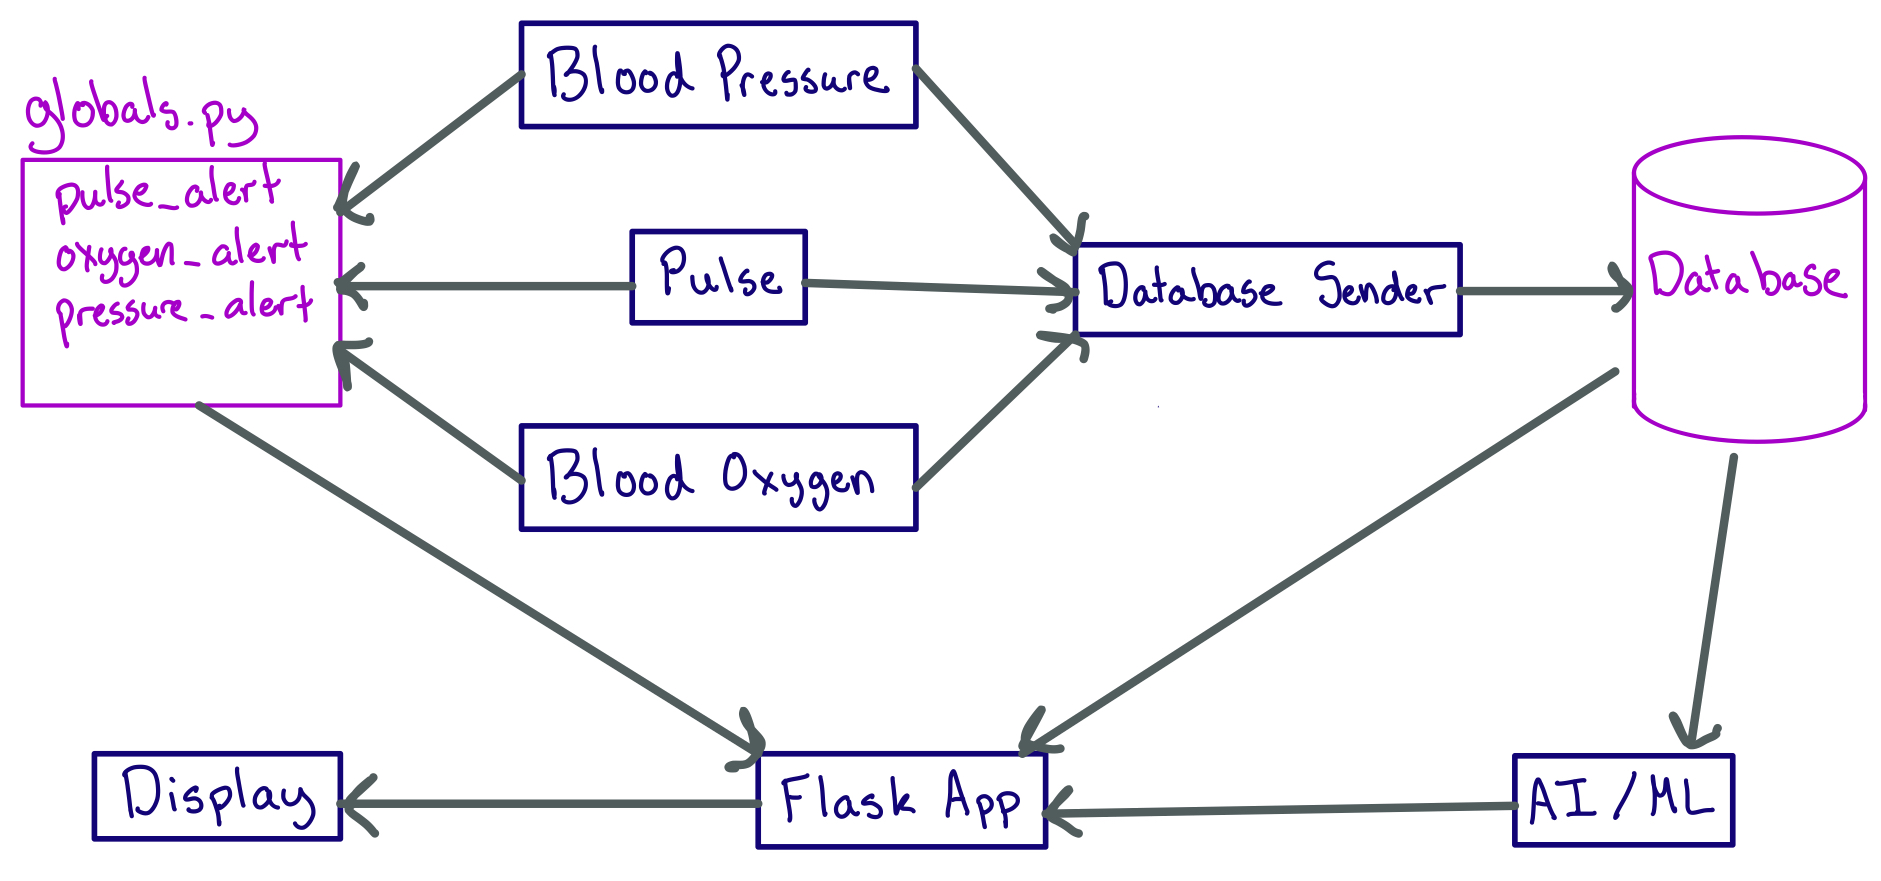 Blood Pressure
globals.py
pulse_alert
oxygen_alert
pressure_alert
Pulse
Database Sender
Database
Blood Oxygen
Display
Flask App
AI/ML